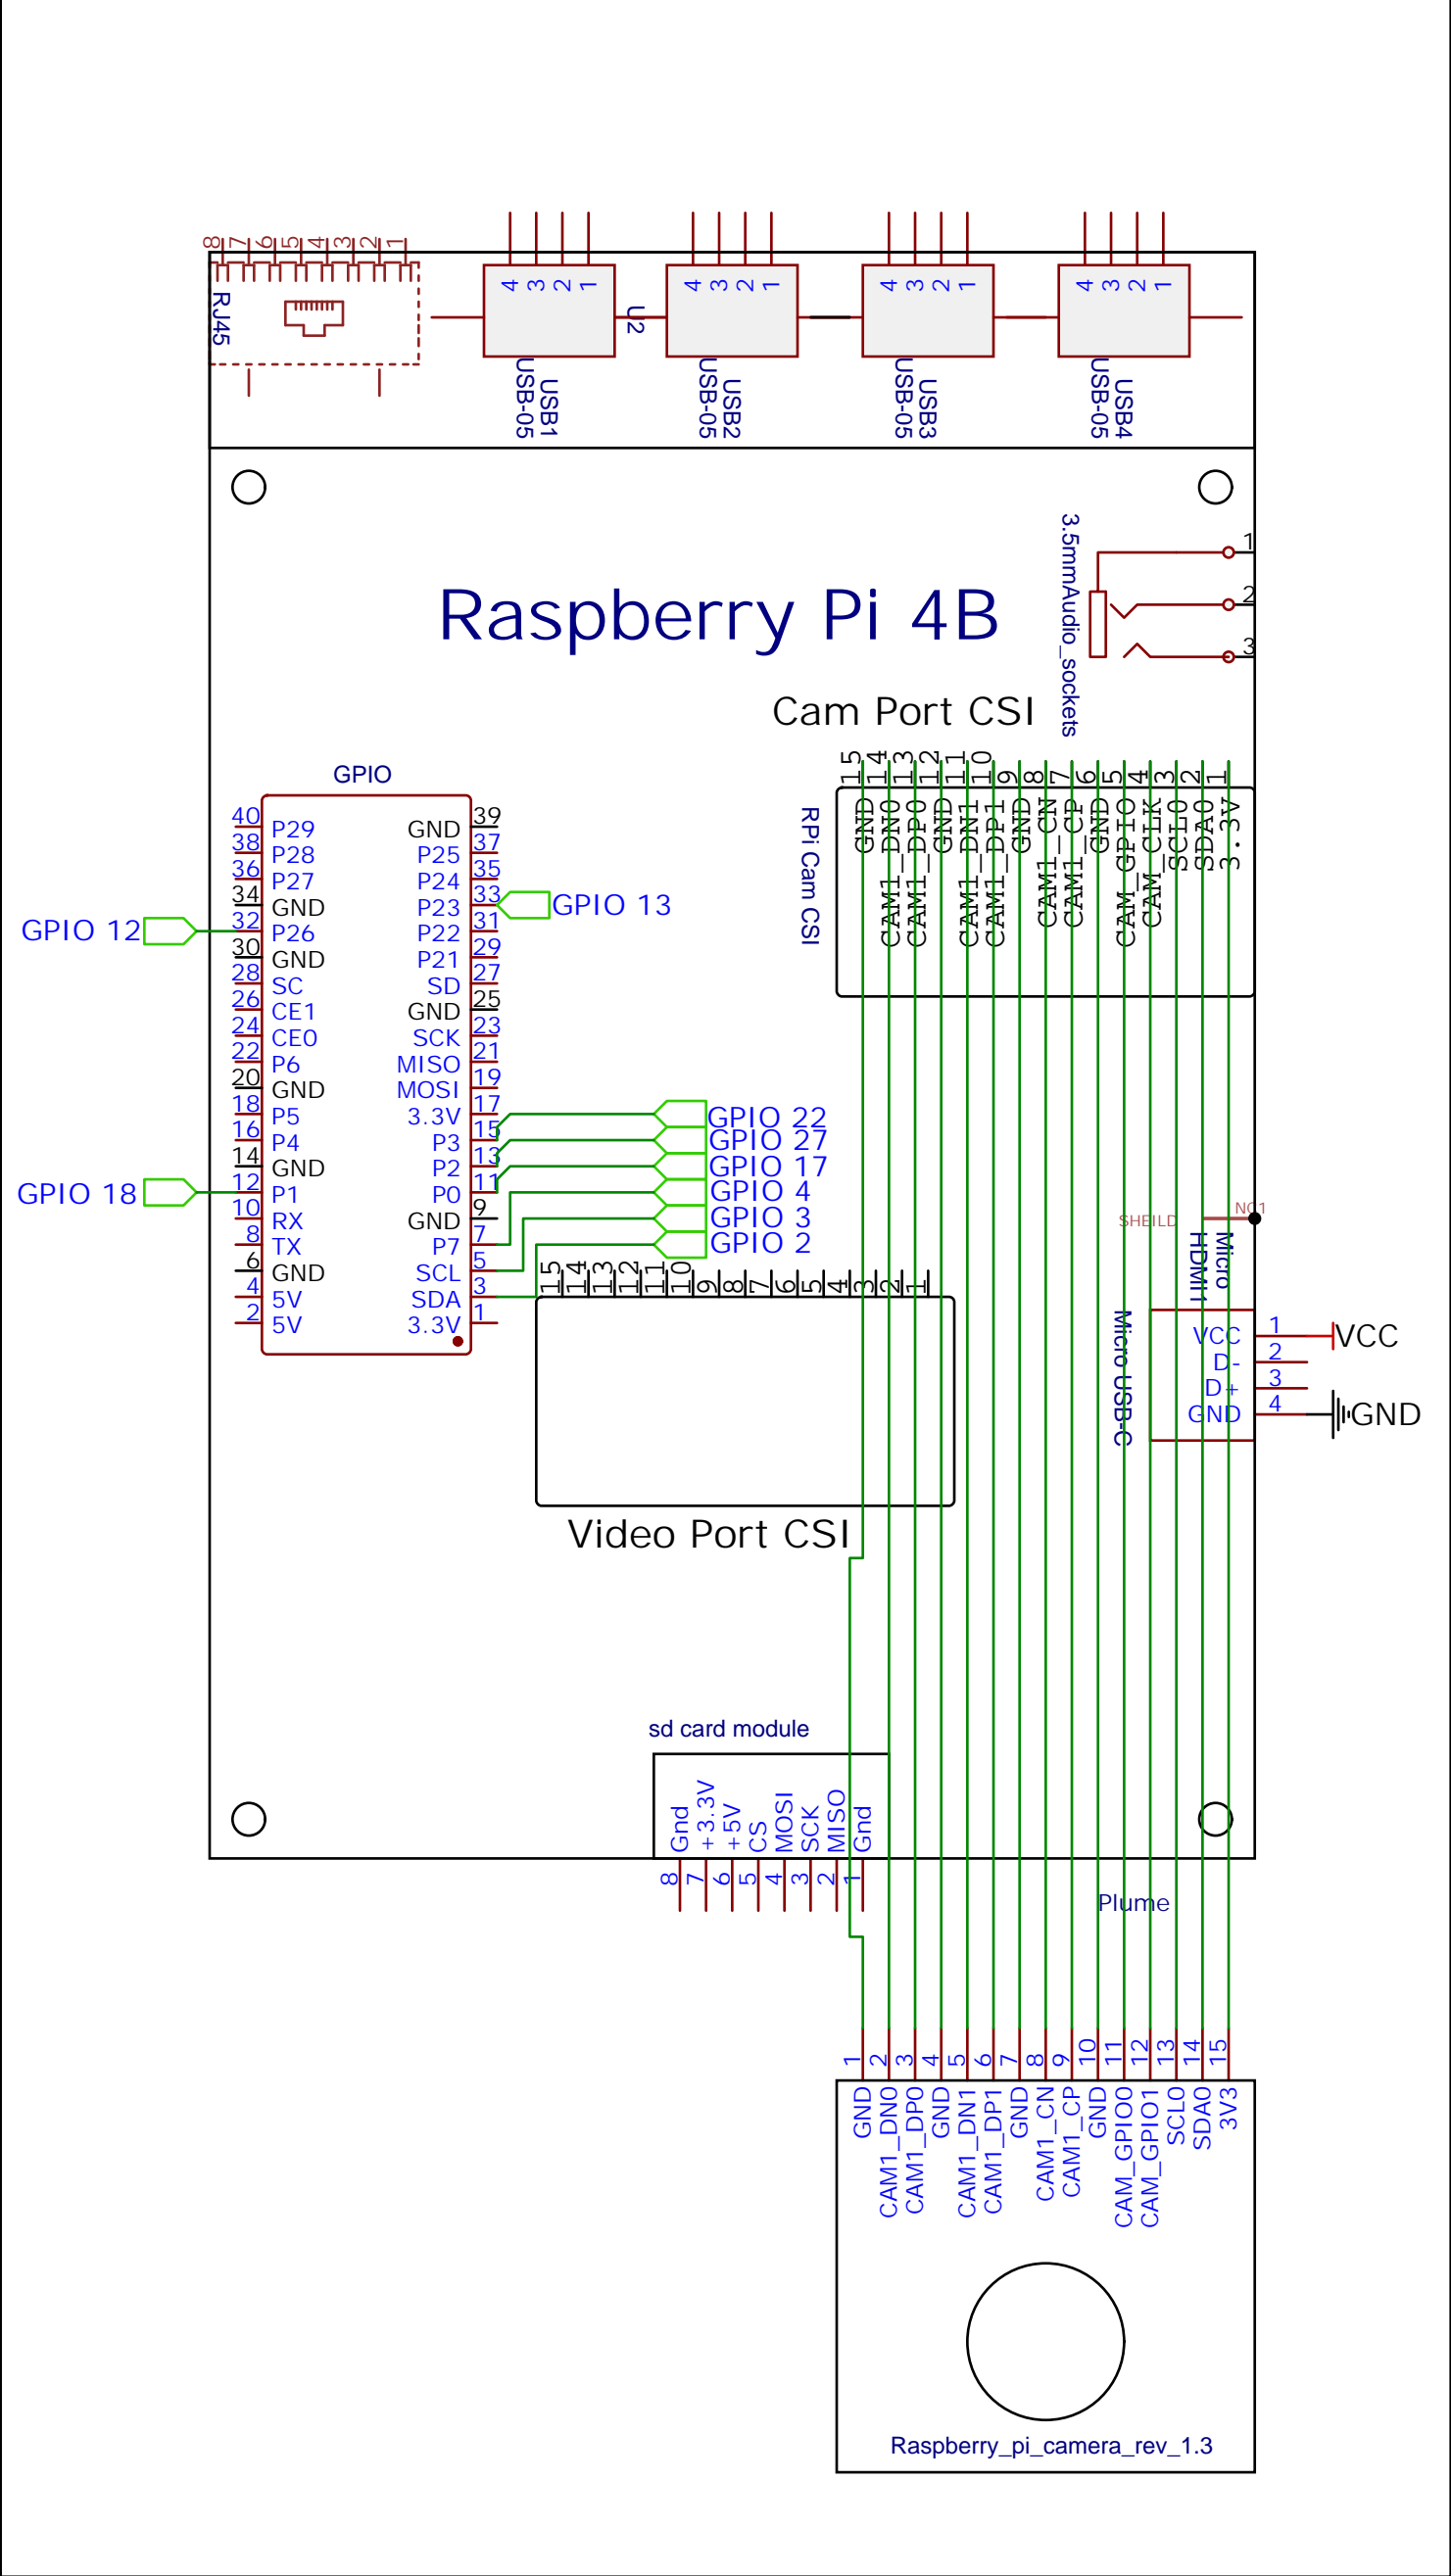 8
7
6
5
4
3
2
1
RJ45
4
3
2
1
USB1
USB-05
U2
4
3
2
1
USB2
USB-05
4
3
2
1
USB3
USB-05
4
3
2
1
USB4
USB-05
3.5mmAudio_sockets
1
2
3
Raspberry Pi 4B
Cam Port CSI
15
14
13
12
11
10
9
8
7
6
5
4
3
2
1
GND
CAM1_DN0
CAM1_DP0
GND
CAM1_DN1
CAM1_DP1
GND
CAM1_CN
CAM1_CP
GND
CAM_GPIO
CAM_CLK
SCL0
SDA0
3.3V
RPi Cam CSI
GPIO
40 P29 GND 39
38 P28 P25 37
36 P27 P24 35
34 GND P23 33 GPIO 13
GPIO 12 32 P26 P22 31
30 GND P21 29
28 SC SD 27
26 CE1 GND 25
24 CE0 SCK 23
22 P6 MISO 21
20 GND MOSI 19
18 P5 3.3V 17
16 P4 P3 15
14 GND P2 13
GPIO 18 12 P1 P0 11
10 RX GND 9
8 TX P7 7
6 GND SCL 5
4 5V SDA 3
2 5V 3.3V 1
GPIO 22
GPIO 27
GPIO 17
GPIO 4
GPIO 3
GPIO 2
15
14
13
12
11
10
9
8
7
6
5
4
3
2
1
Video Port CSI
SHEILD
NC1
Micro
HDMI1
Micro USB-C
VCC 1 VCC
D- 2
D+ 3
GND 4 GND
sd card module
Gnd
+3.3V
+5V
CS
MOSI
SCK
MISO
Gnd
8
7
6
5
4
3
2
1
Plume
1
2
3
4
5
6
7
8
9
10
11
12
13
14
15
GND
CAM1_DN0
CAM1_DP0
GND
CAM1_DN1
CAM1_DP1
GND
CAM1_CN
CAM1_CP
GND
CAM_GPIO0
CAM_GPIO1
SCL0
SDA0
3V3
Raspberry_pi_camera_rev_1.3